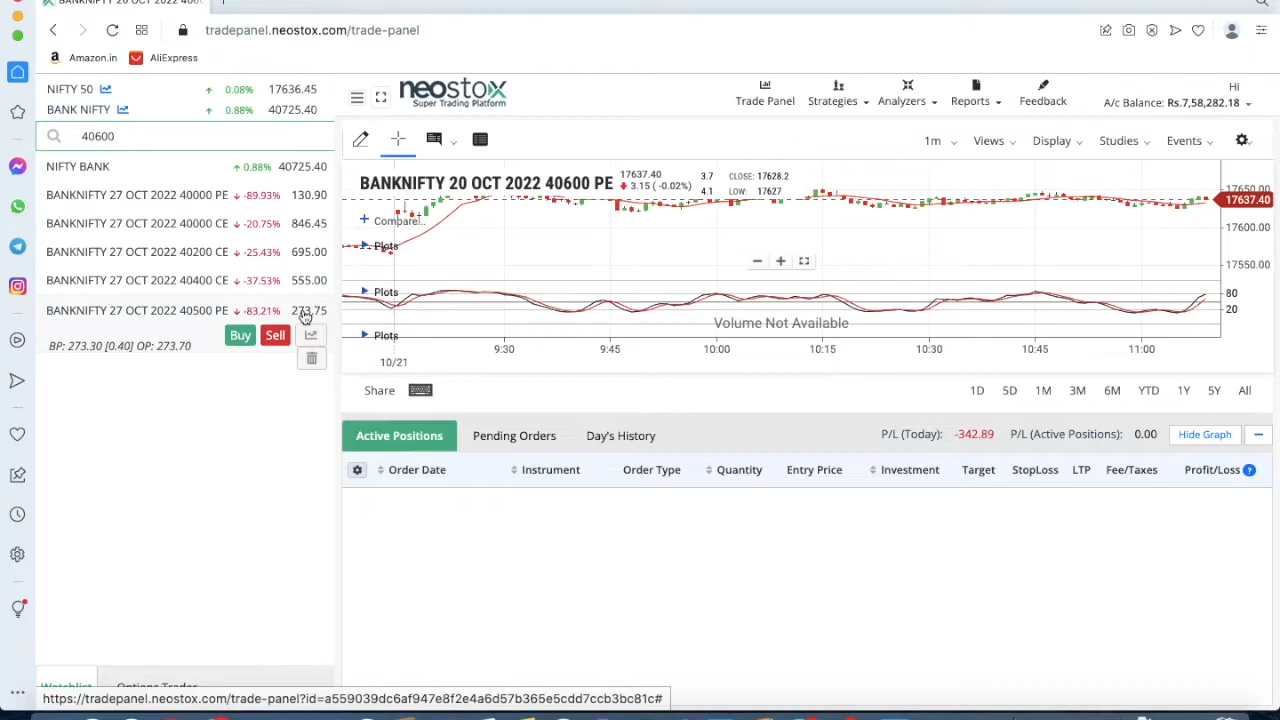 tradepanel.neostox.com/trade-panel
Amazon.in AliExpress
NIFTY 50 0.08% 17636.45
BANK NIFTY 0.88% 40725.40
40600
NIFTY BANK 0.88% 40725.40
BANKNIFTY 27 OCT 2022 40000 PE -89.93% 130.90
BANKNIFTY 27 OCT 2022 40000 CE -20.75% 846.45
BANKNIFTY 27 OCT 2022 40200 CE -25.43% 695.00
BANKNIFTY 27 OCT 2022 40400 CE -37.53% 555.00
BANKNIFTY 27 OCT 2022 40500 PE -83.21% 273.75
Buy Sell
BP: 273.30 [0.40] OP: 273.70
neostox
Super Trading Platform
Trade Panel Strategies Analyzers Reports Feedback
Hi
A/c Balance: Rs.7,58,282.18
1m Views Display Studies Events
BANKNIFTY 20 OCT 2022 40600 PE
17637.40
3.15 ( -0.02%)
3.7 CLOSE: 17628.2
4.1 LOW: 17627
Compare...
Plots
Plots
Plots
17650.00
17637.40
17600.00
17550.00
80
20
Volume Not Available
9:30 9:45 10:00 10:15 10:30 10:45 11:00
10/21
Share 1D 5D 1M 3M 6M YTD 1Y 5Y All
Active Positions Pending Orders Day's History P/L (Today): -342.89 P/L (Active Positions): 0.00 Hide Graph
Order Date Instrument Order Type Quantity Entry Price Investment Target StopLoss LTP Fee/Taxes Profit/Loss
Watchlist Options Trader
https://tradepanel.neostox.com/trade-panel?id=a559039dc6af947e8f2e4a6d57b365e5cdd7ccb3bc81c#